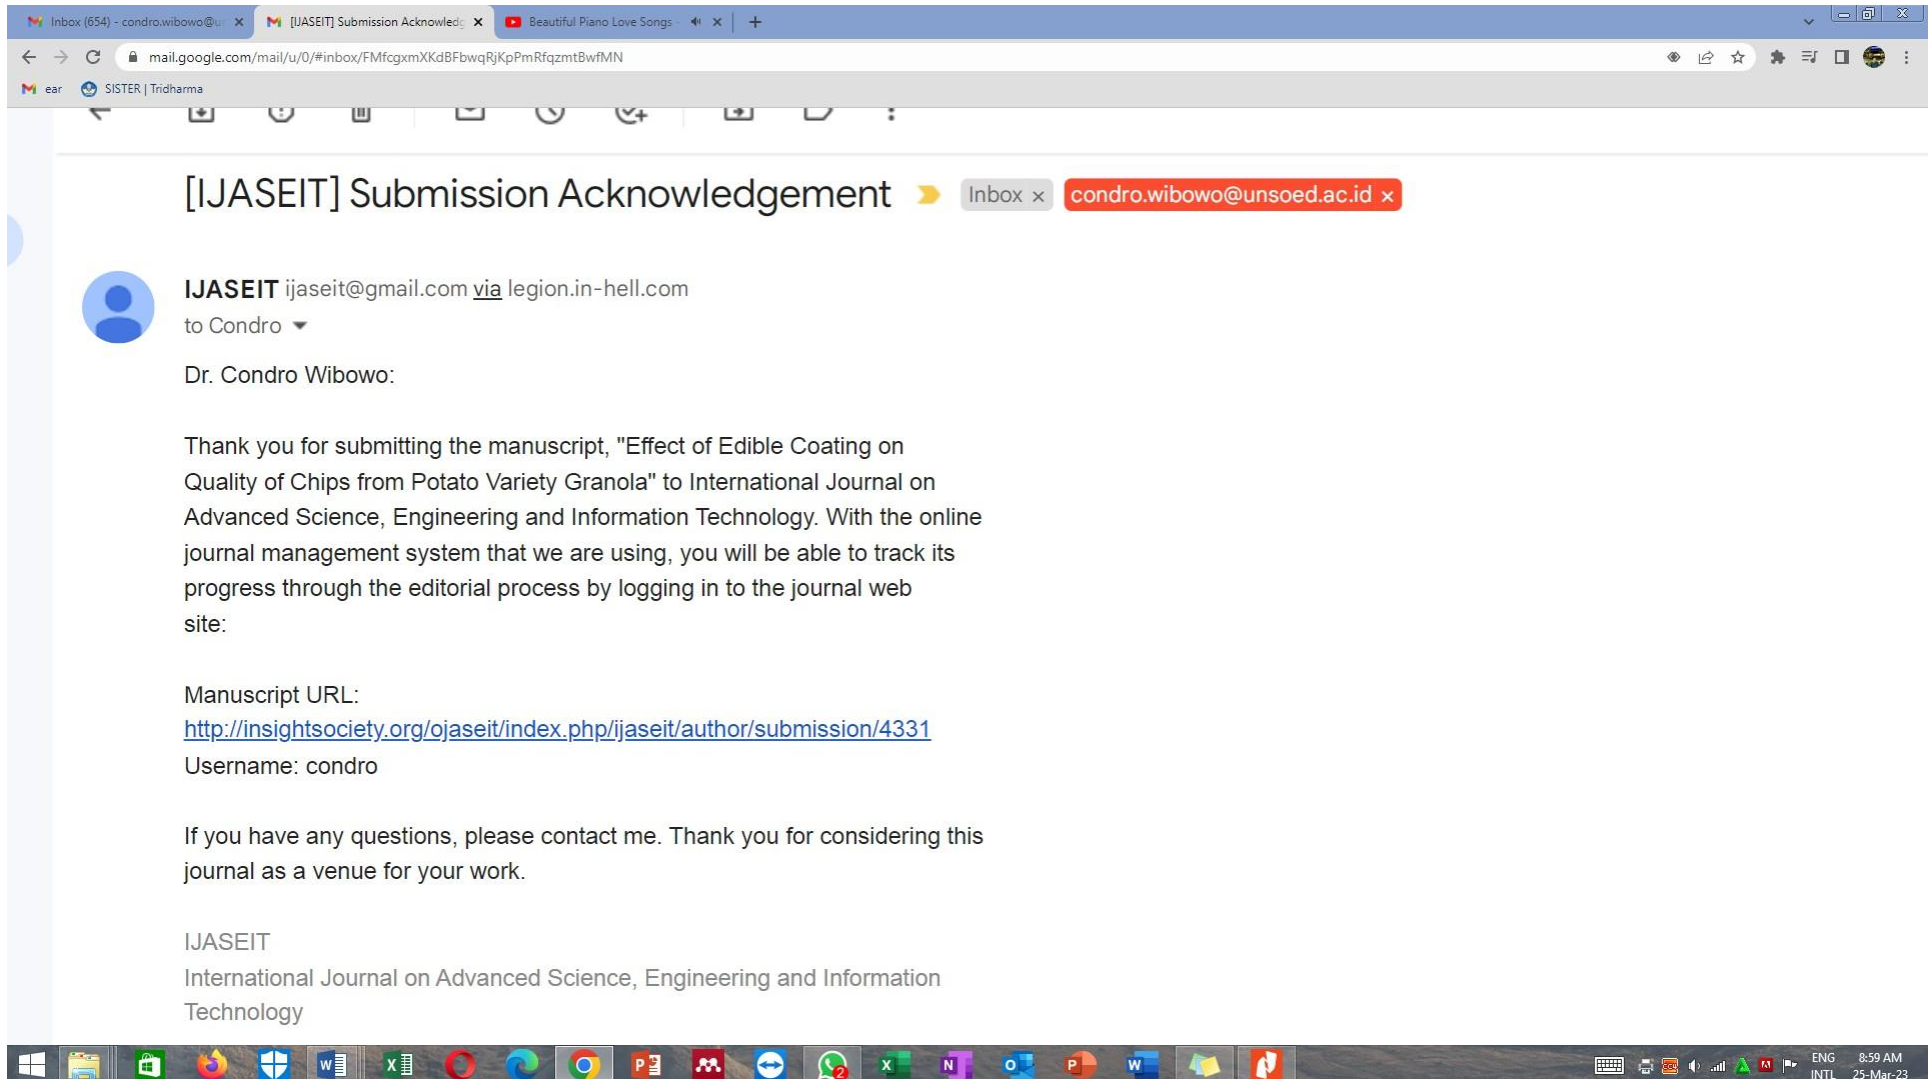 Inbox (654) - condro.wibowo@u
[IJASEIT] Submission Acknowledg
Beautiful Piano Love Songs -
mail.google.com/mail/u/0/#inbox/FMfcgxmXKdBFbwqRjKpPmRfqzmtBwfMN
ear
SISTER | Tridharma
[IJASEIT] Submission Acknowledgement Inbox x condro.wibowo@unsoed.ac.id x
IJASEIT ijaseit@gmail.com via legion.in-hell.com
to Condro
Dr. Condro Wibowo:
Thank you for submitting the manuscript, "Effect of Edible Coating on
Quality of Chips from Potato Variety Granola" to International Journal on
Advanced Science, Engineering and Information Technology. With the online
journal management system that we are using, you will be able to track its
progress through the editorial process by logging in to the journal web
site:
Manuscript URL:
http://insightsociety.org/ojaseit/index.php/ijaseit/author/submission/4331
Username: condro
If you have any questions, please contact me. Thank you for considering this
journal as a venue for your work.
IJASEIT
International Journal on Advanced Science, Engineering and Information
Technology
ENG 8:59 AM
INTL 25-Mar-23